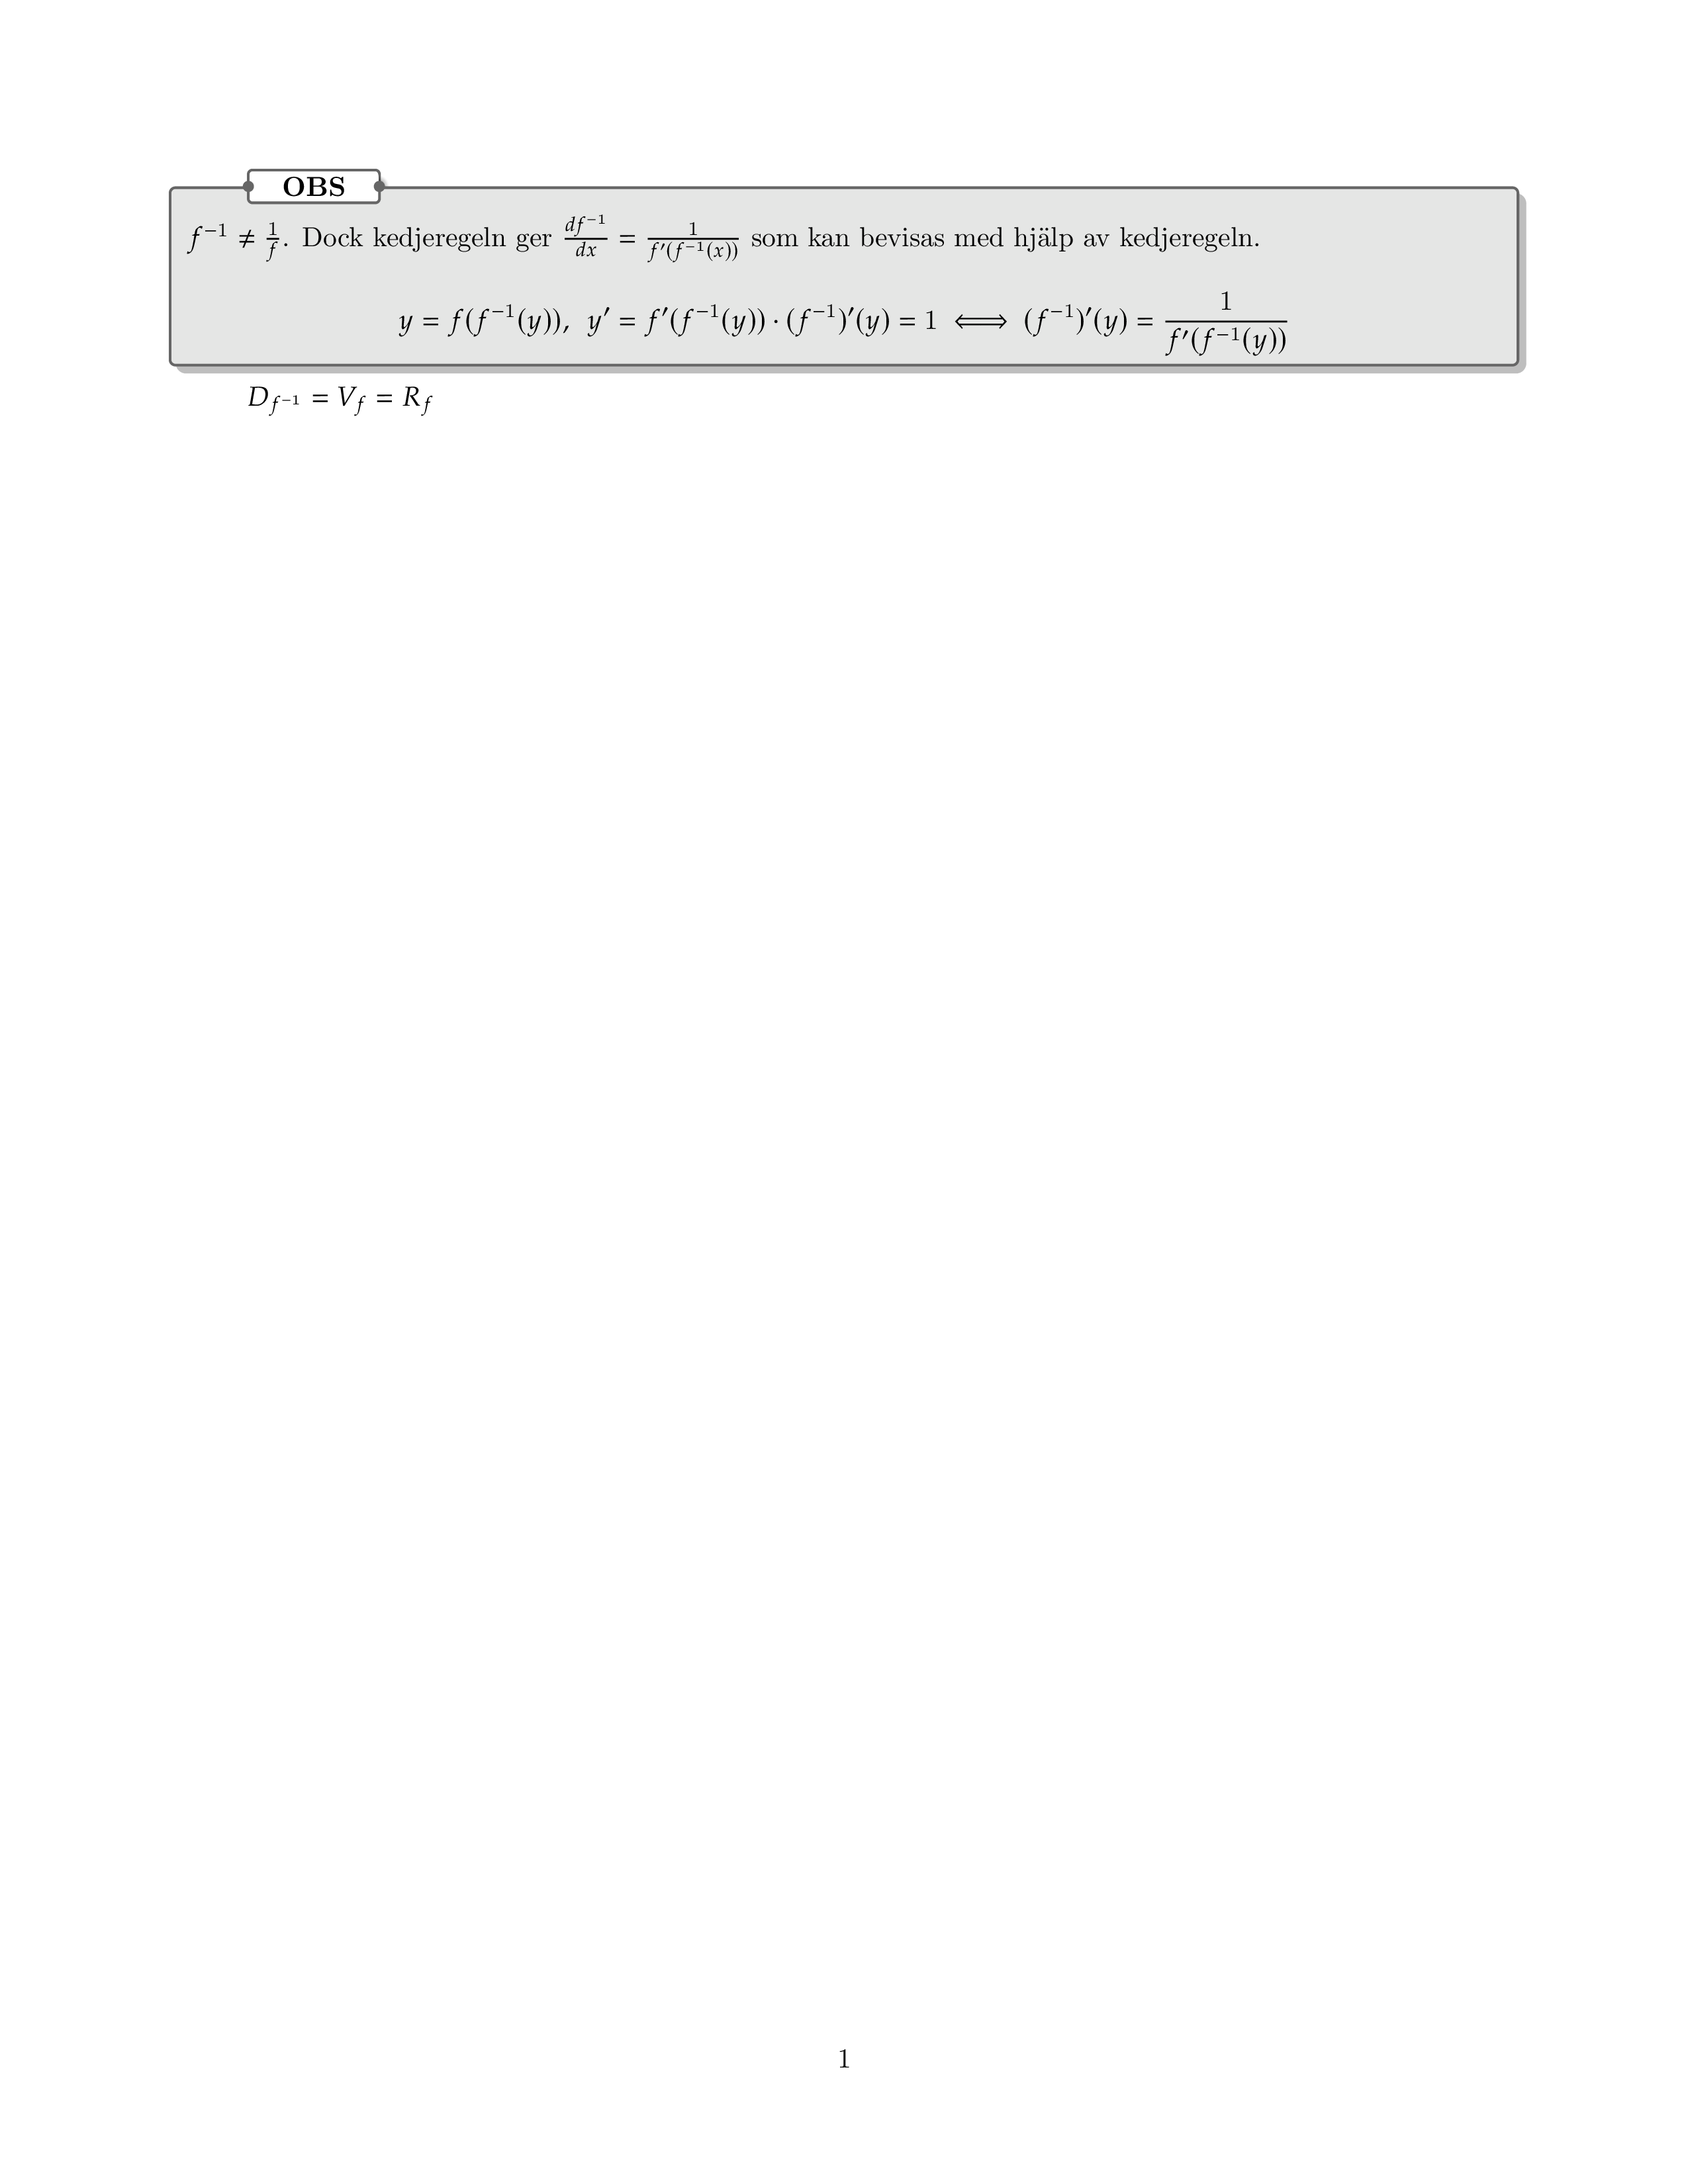 OBS
$f^{-1} \neq \frac{1}{f}$. Dock kedjeregeln ger $\frac{df^{-1}}{dx} = \frac{1}{f'(f^{-1}(x))}$ som kan bevisas med hjälp av kedjeregeln.
$y = f(f^{-1}(y)), \; y' = f'(f^{-1}(y)) \cdot (f^{-1})'(y) = 1 \iff (f^{-1})'(y) = \frac{1}{f'(f^{-1}(y))}$
$D_{f^{-1}} = V_f = R_f$
1